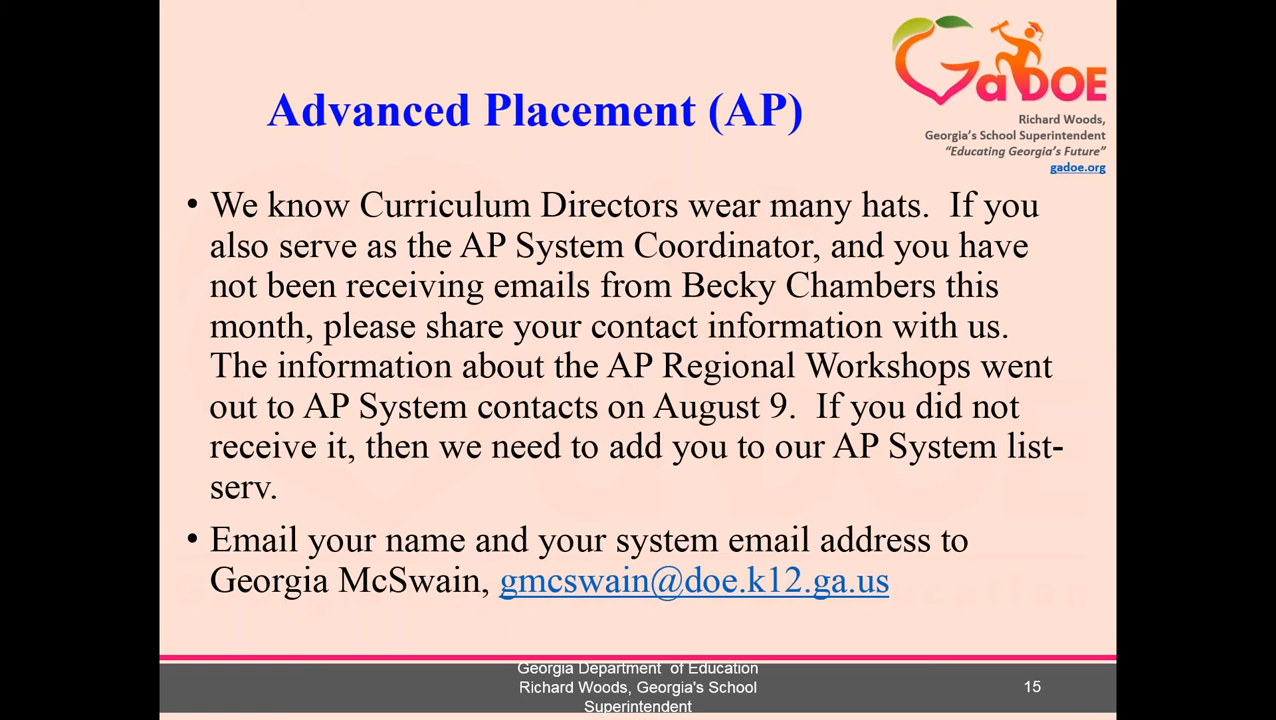 GaDOE
Richard Woods,
Georgia's School Superintendent
“Educating Georgia's Future”
gadoe.org
Advanced Placement (AP)
• We know Curriculum Directors wear many hats.  If you
also serve as the AP System Coordinator, and you have
not been receiving emails from Becky Chambers this
month, please share your contact information with us.
The information about the AP Regional Workshops went
out to AP System contacts on August 9.  If you did not
receive it, then we need to add you to our AP System list-
serv.
• Email your name and your system email address to
Georgia McSwain, gmcswain@doe.k12.ga.us
Georgia Department  of Education
Richard Woods, Georgia's School
Superintendent
15